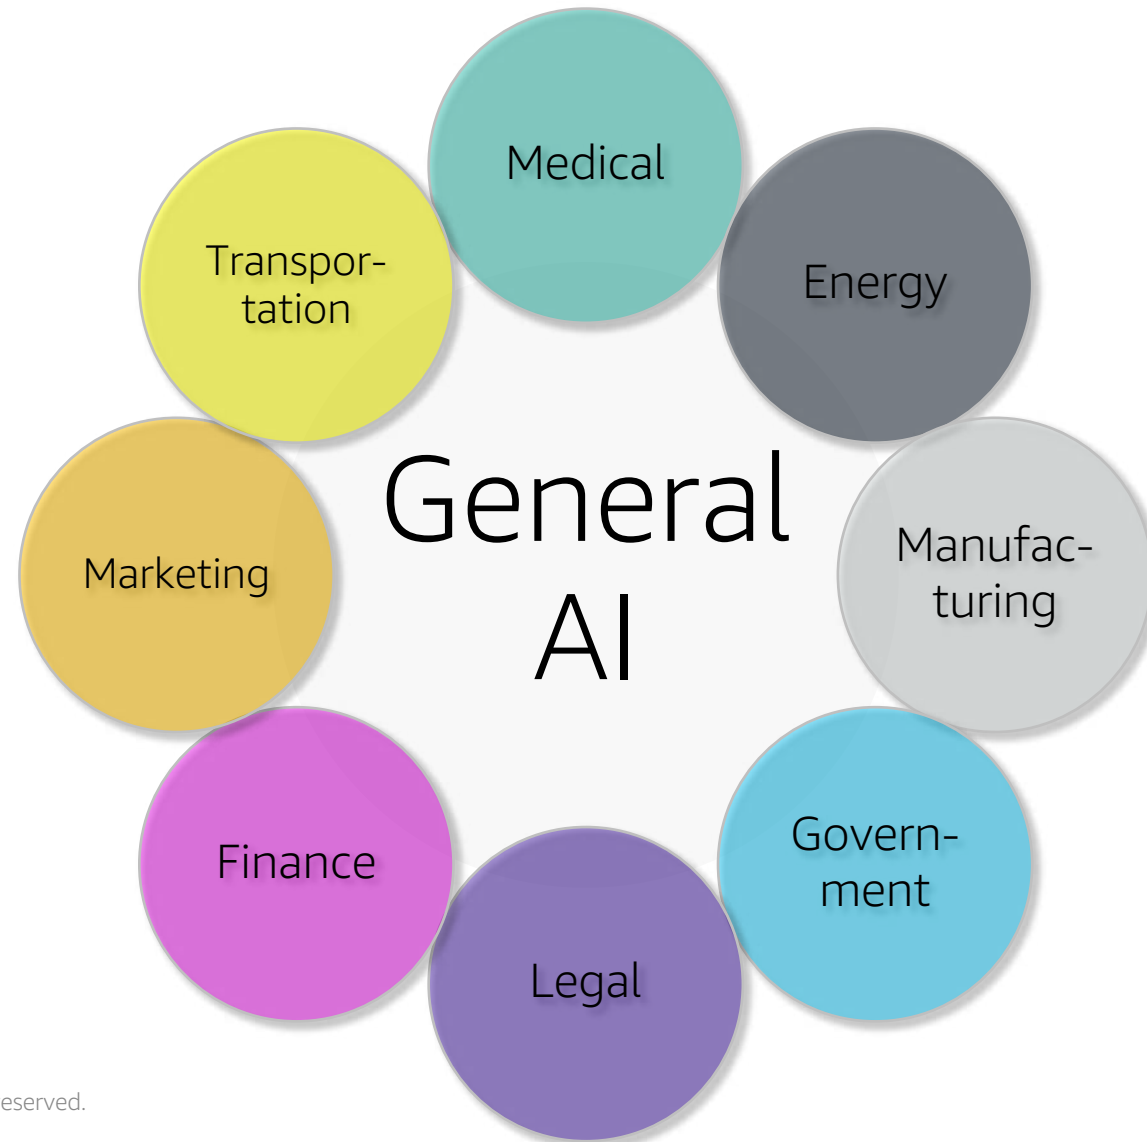 Medical
Energy
Manufac-
turing
Govern-
ment
Legal
Finance
Marketing
Transpor-
tation
General
AI
eserved.